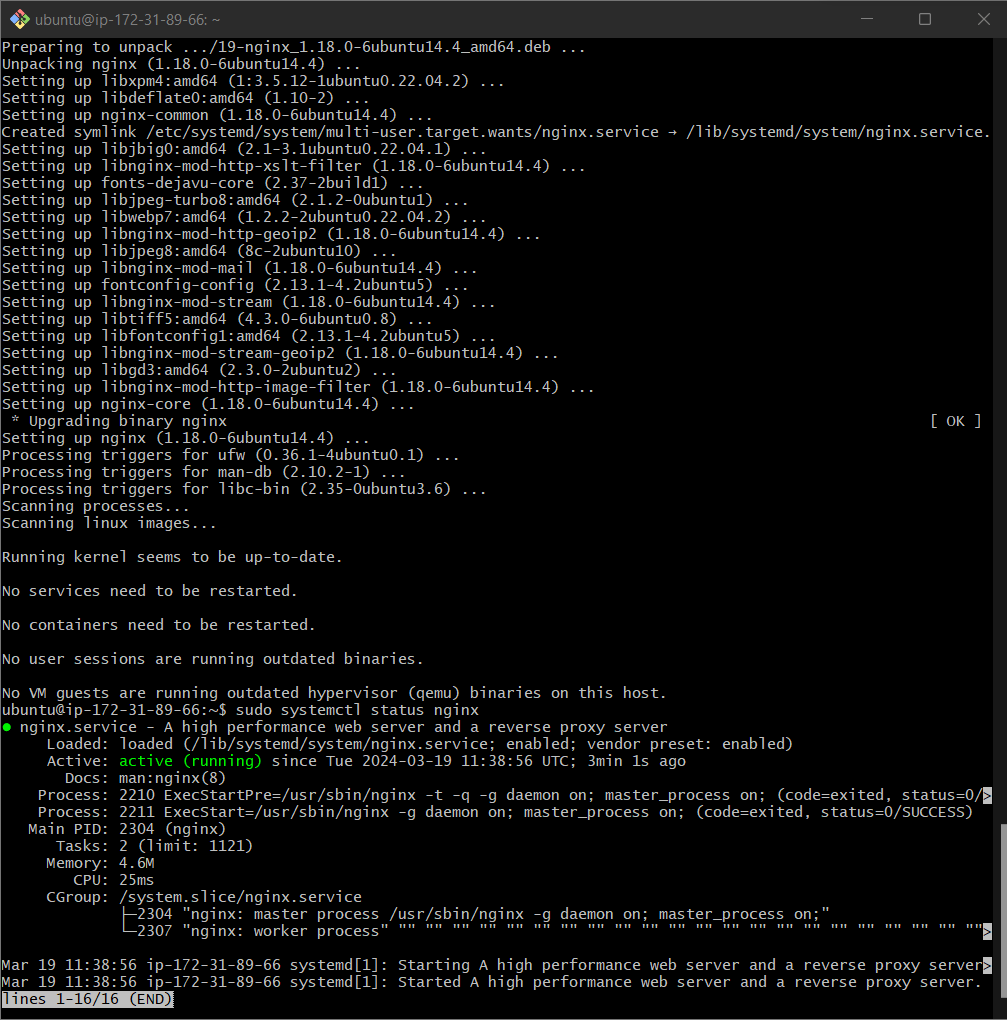 ubuntu@ip-172-31-89-66: ~
Preparing to unpack .../19-nginx_1.18.0-6ubuntu14.4_amd64.deb ...
Unpacking nginx (1.18.0-6ubuntu14.4) ...
Setting up libxpm4:amd64 (1:3.5.12-1ubuntu0.22.04.2) ...
Setting up libdeflate0:amd64 (1.10-2) ...
Setting up nginx-common (1.18.0-6ubuntu14.4) ...
Created symlink /etc/systemd/system/multi-user.target.wants/nginx.service → /lib/systemd/system/nginx.service.
Setting up libjbig0:amd64 (2.1-3.1ubuntu0.22.04.1) ...
Setting up libnginx-mod-http-xslt-filter (1.18.0-6ubuntu14.4) ...
Setting up fonts-dejavu-core (2.37-2build1) ...
Setting up libjpeg-turbo8:amd64 (2.1.2-0ubuntu1) ...
Setting up libwebp7:amd64 (1.2.2-2ubuntu0.22.04.2) ...
Setting up libnginx-mod-http-geoip2 (1.18.0-6ubuntu14.4) ...
Setting up libjpeg8:amd64 (8c-2ubuntu10) ...
Setting up libnginx-mod-mail (1.18.0-6ubuntu14.4) ...
Setting up fontconfig-config (2.13.1-4.2ubuntu5) ...
Setting up libnginx-mod-stream (1.18.0-6ubuntu14.4) ...
Setting up libtiff5:amd64 (4.3.0-6ubuntu0.8) ...
Setting up libfontconfig1:amd64 (2.13.1-4.2ubuntu5) ...
Setting up libnginx-mod-stream-geoip2 (1.18.0-6ubuntu14.4) ...
Setting up libgd3:amd64 (2.3.0-2ubuntu2) ...
Setting up libnginx-mod-http-image-filter (1.18.0-6ubuntu14.4) ...
Setting up nginx-core (1.18.0-6ubuntu14.4) ...
 * Upgrading binary nginx [ OK ]
Setting up nginx (1.18.0-6ubuntu14.4) ...
Processing triggers for ufw (0.36.1-4ubuntu0.1) ...
Processing triggers for man-db (2.10.2-1) ...
Processing triggers for libc-bin (2.35-0ubuntu3.6) ...
Scanning processes...
Scanning linux images...
Running kernel seems to be up-to-date.
No services need to be restarted.
No containers need to be restarted.
No user sessions are running outdated binaries.
No VM guests are running outdated hypervisor (qemu) binaries on this host.
ubuntu@ip-172-31-89-66:~$ sudo systemctl status nginx
● nginx.service - A high performance web server and a reverse proxy server
Loaded: loaded (/lib/systemd/system/nginx.service; enabled; vendor preset: enabled)
Active: active (running) since Tue 2024-03-19 11:38:56 UTC; 3min 1s ago
Docs: man:nginx(8)
Process: 2210 ExecStartPre=/usr/sbin/nginx -t -q -g daemon on; master_process on; (code=exited, status=0/>
Process: 2211 ExecStart=/usr/sbin/nginx -g daemon on; master_process on; (code=exited, status=0/SUCCESS)
Main PID: 2304 (nginx)
Tasks: 2 (limit: 1121)
Memory: 4.6M
CPU: 25ms
CGroup: /system.slice/nginx.service
├─2304 "nginx: master process /usr/sbin/nginx -g daemon on; master_process on;"
└─2307 "nginx: worker process" "" "" "" "" "" "" "" "" "" "" "" "" "" "" "" "" "" "" "" "" "" "">
Mar 19 11:38:56 ip-172-31-89-66 systemd[1]: Starting A high performance web server and a reverse proxy server>
Mar 19 11:38:56 ip-172-31-89-66 systemd[1]: Started A high performance web server and a reverse proxy server.
lines 1-16/16 (END)